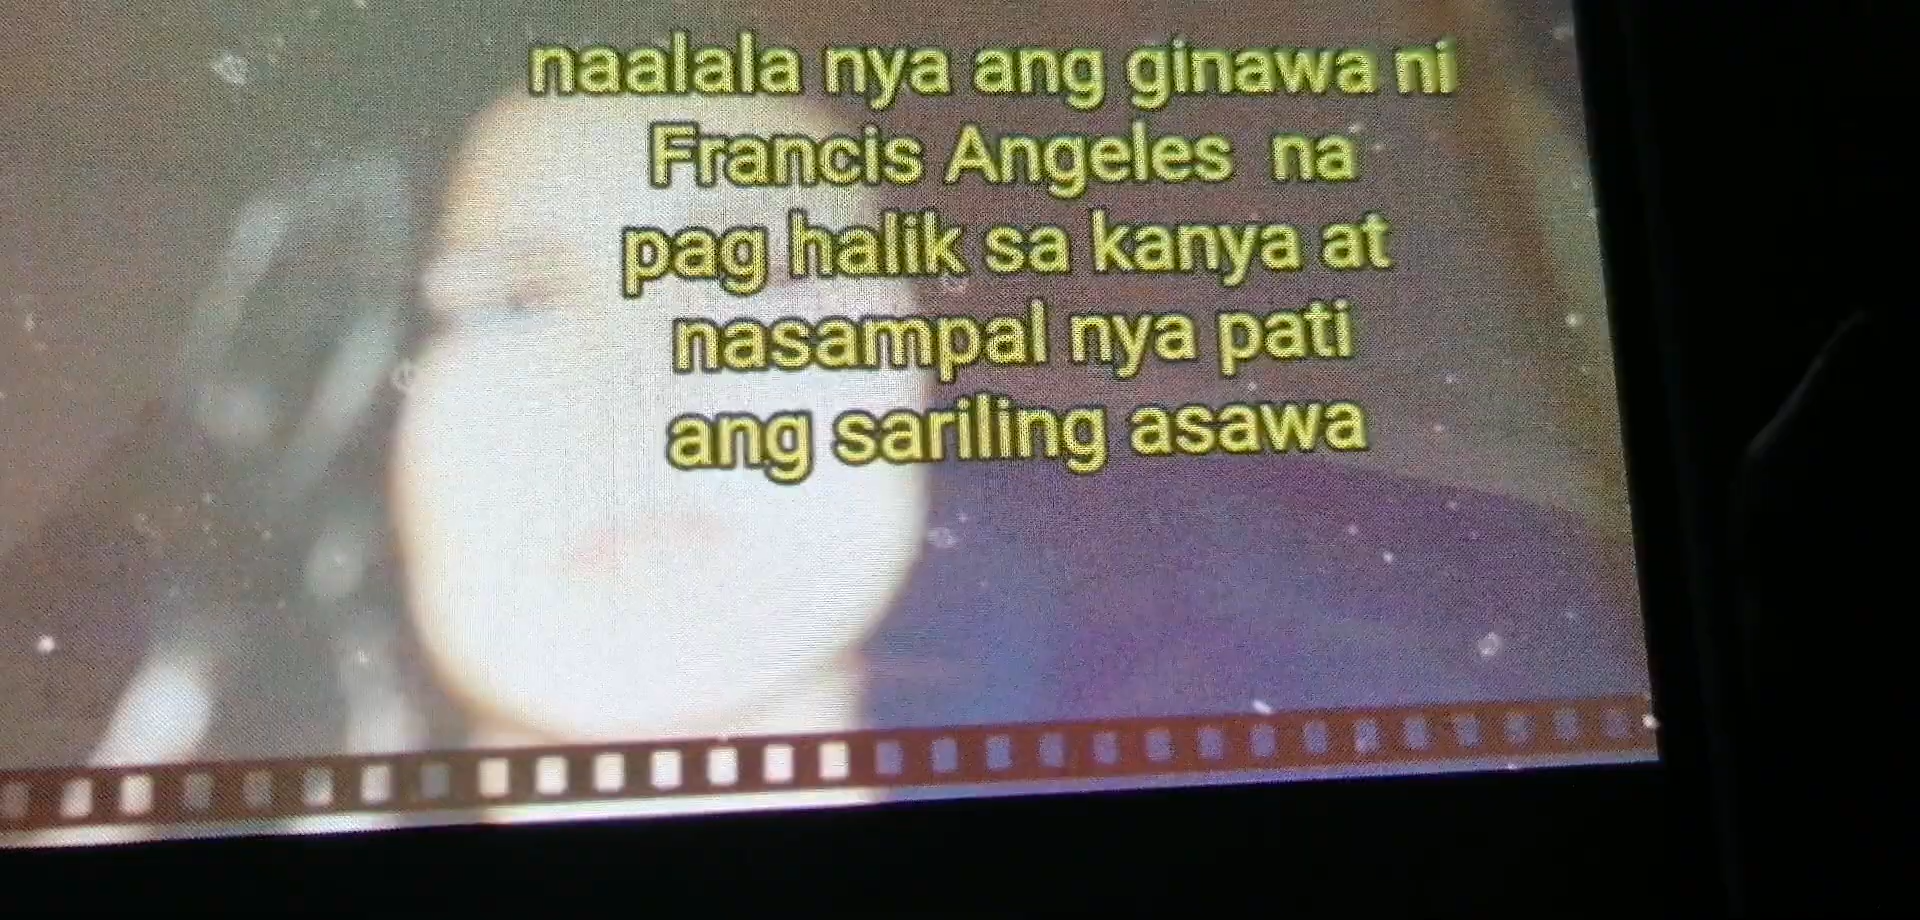 naalala nya ang ginawa ni
Francis Angeles na
pag halik sa kanya at
nasampal nya pati
ang sariling asawa